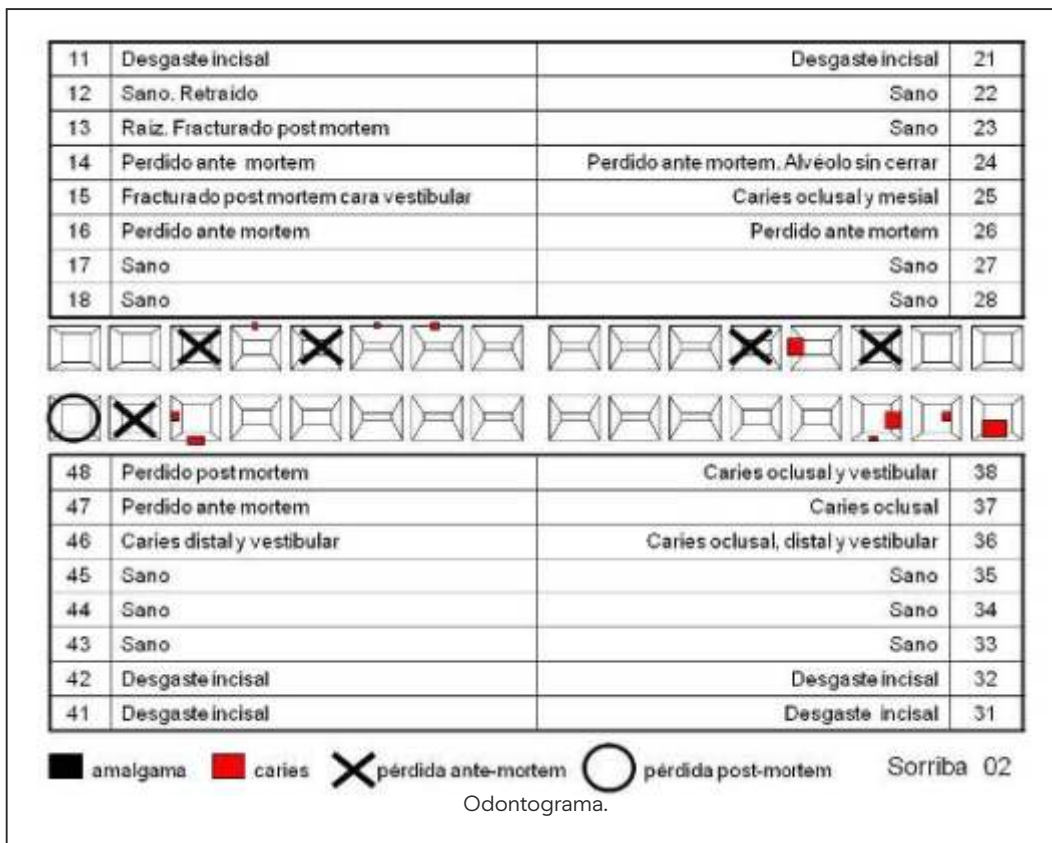 11 Desgaste incisal Desgaste incisal 21
12 Sano. Retraido Sano 22
13 Raiz. Fracturado post mortem Sano 23
14 Perdido ante mortem Perdido ante mortem. Alvéolo sin cerrar 24
15 Fracturado post mortem cara vestibular Caries oclusal y mesial 25
16 Perdido ante mortem Perdido ante mortem 26
17 Sano Sano 27
18 Sano Sano 28
48 Perdido post mortem Caries oclusal y vestibular 38
47 Perdido ante mortem Caries oclusal 37
46 Caries distal y vestibular Caries oclusal, distal y vestibular 36
45 Sano Sano 35
44 Sano Sano 34
43 Sano Sano 33
42 Desgaste incisal Desgaste incisal 32
41 Desgaste incisal Desgaste incisal 31
amalgama caries pérdida ante-mortem pérdida post-mortem Sorriba 02
Odontograma.